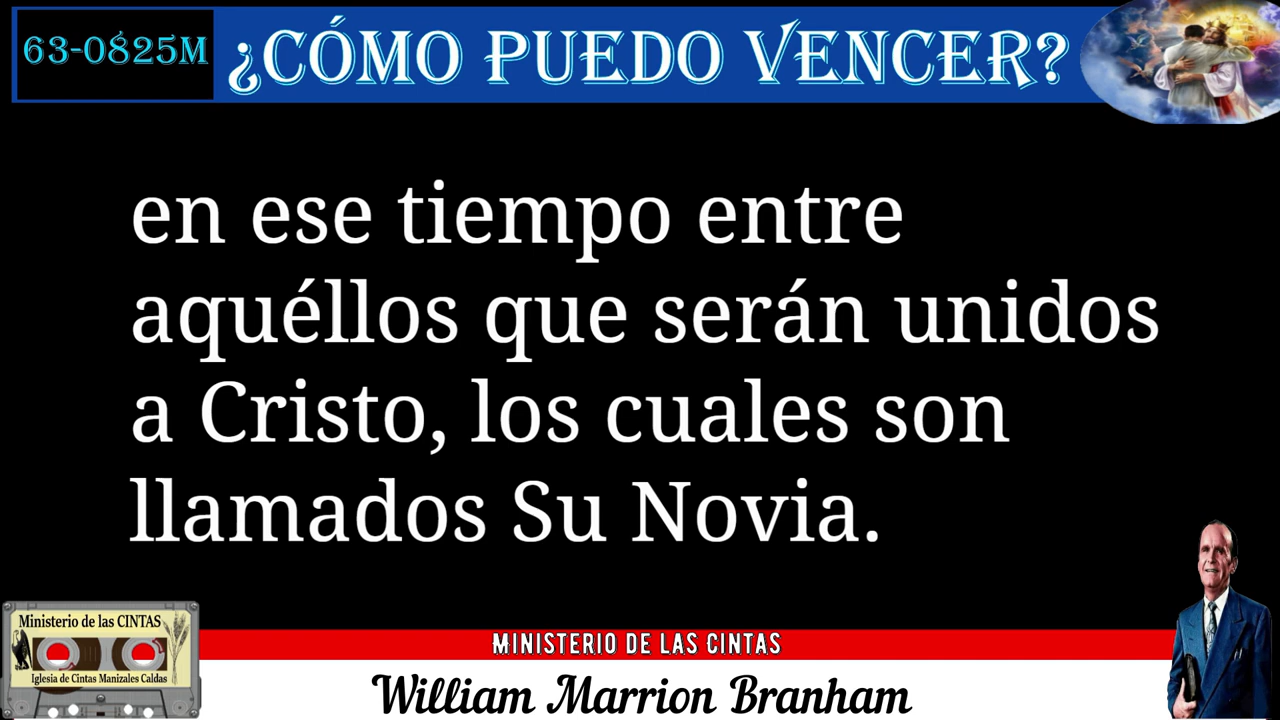 63-0825M
¿CÓMO PUEDO VENCER?
en ese tiempo entre
aquéllos que serán unidos
a Cristo, los cuales son
llamados Su Novia.
Ministerio de las CINTAS
Iglesia de Cintas Manizales Caldas
MINISTERIO DE LAS CINTAS
William Marrion Branham